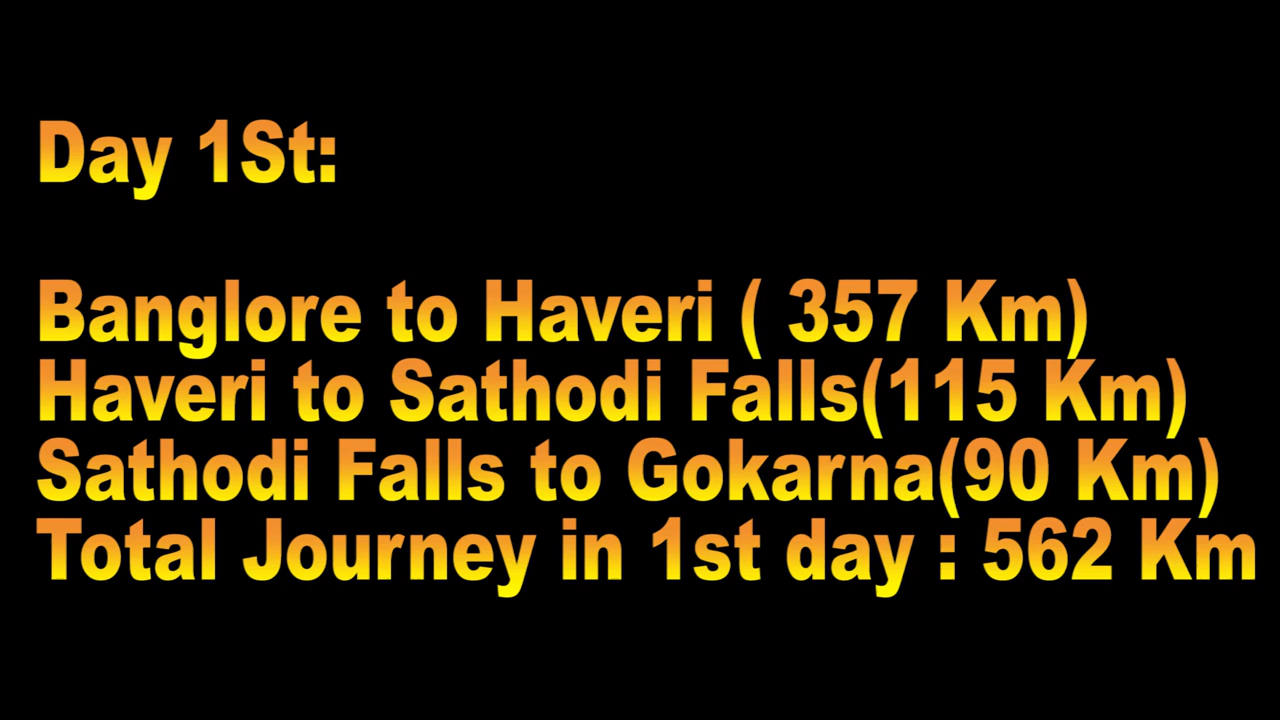 Day 1St:
Banglore to Haveri ( 357 Km)
Haveri to Sathodi Falls(115 Km)
Sathodi Falls to Gokarna(90 Km)
Total Journey in 1st day : 562 Km